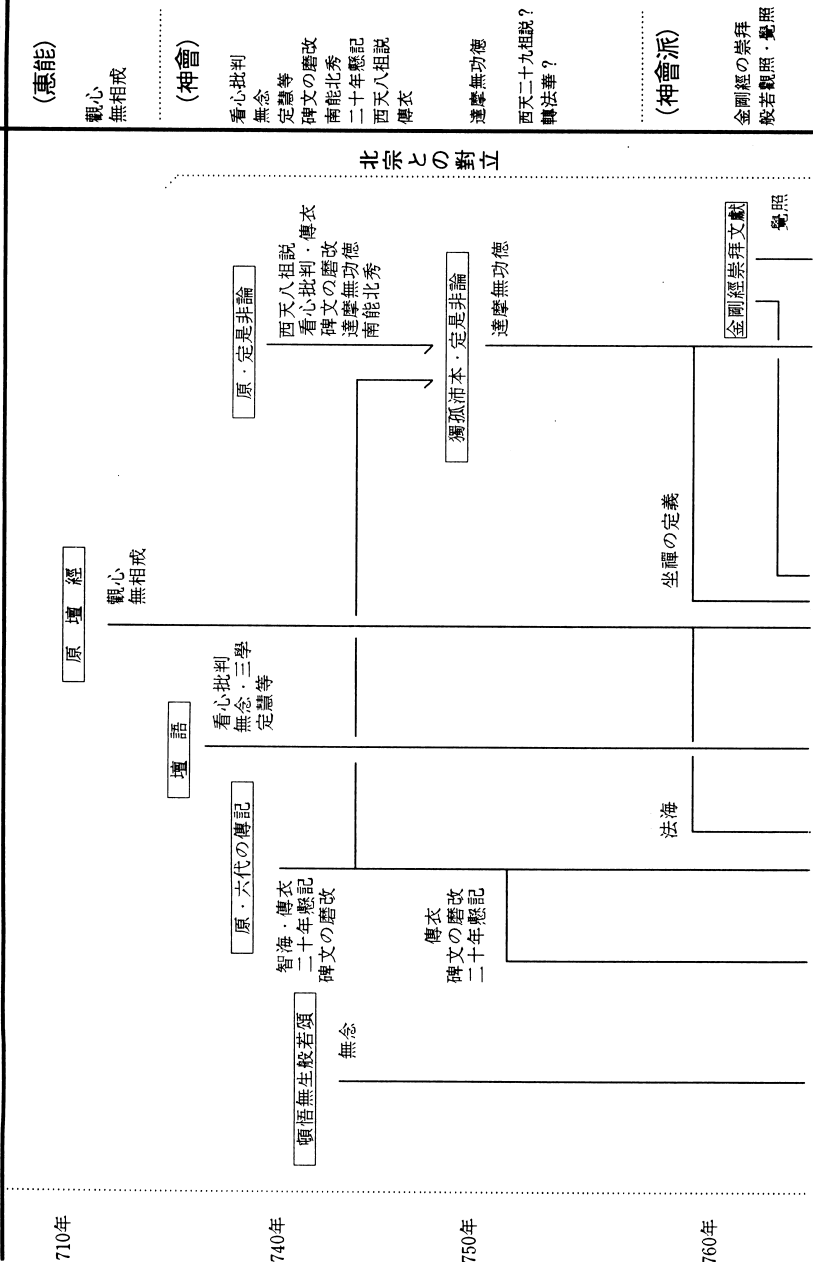 (惠能)
觀心
無相戒
(神會)
看心批判
無念
定慧等
碑文の磨改
南能北秀
二十年懸記
西天八祖説
傳衣
達摩無功德
西天二十九祖説?
轉法華?
(神會派)
金剛經の崇拜
般若觀照・覺照
北宗との對立
原・定是非論
西天八祖説
看心批判・傳衣
碑文の磨改
達摩無功德
南能北秀
獨孤沛本・定是非論
達摩無功德
金剛經崇拜文獻
覺照
坐禪の定義
原壇經
觀心
無相戒
壇語
看心批判
無念・三學
定慧等
法海
原・六代の傳記
智海・傳衣
二十年懸記
碑文の磨改
傳衣
碑文の磨改
二十年懸記
頓悟無生般若頌
無念
710年
740年
750年
760年